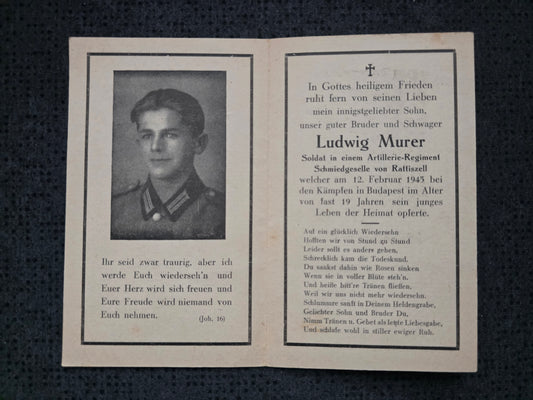 Ihr seid zwar traurig, aber ich
werde Euch wiederseh'n und
Euer Herz wird sich freuen und
Eure Freude wird niemand von
Euch nehmen. (Joh. 16)
In Gottes heiligem Frieden
ruht fern von seinen Lieben
mein innigstgeliebter Sohn,
unser guter Bruder und Schwager
Ludwig Murer
Soldat in einem Artillerie-Regiment
Schmiedgeselle von Raffiszell
welcher am 12. Februar 1945 bei
den Kämpfen in Budapest im Alter
von fast 19 Jahren sein junges
Leben der Heimat opferte.
Auf ein glücklich Wiedersehn
Hofften wir von Stund zu Stund
Leider sollt es anders gehen,
Schrecklich kam die Todeskund.
Du sankst dahin wie Rosen sinken
Wenn sie in voller Blüte steh'n.
Und heiße bitt're Tränen fließen,
Weil wir uns nicht mehr wiedersehn.
Schlummre sanft in Deinem Heldengrabe,
Geliebter Sohn und Bruder Du,
Nimm Tränen u. Gebet als letzte Liebesgabe,
Und schlafe wohl in stiller ewiger Ruh.